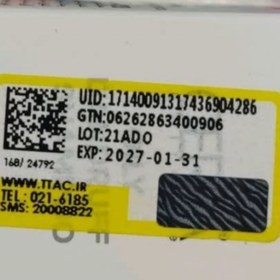 UID:17140091317436904286
GTN:06262863400906
LOT:21ADO
EXP: 2027-01-31
168/ 24792
WWW.TTAC.IR
TEL: 021-6185
SMS: 20008822